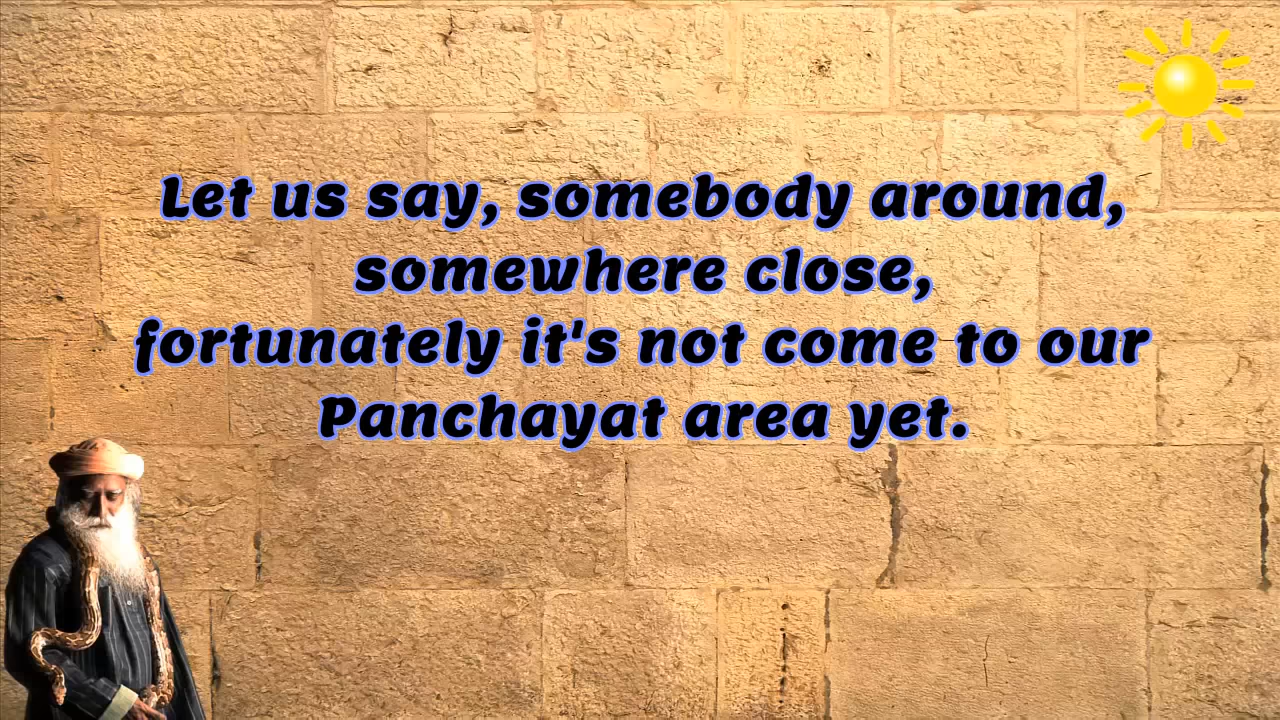 Let us say, somebody around,
somewhere close,
fortunately it's not come to our
Panchayat area yet.